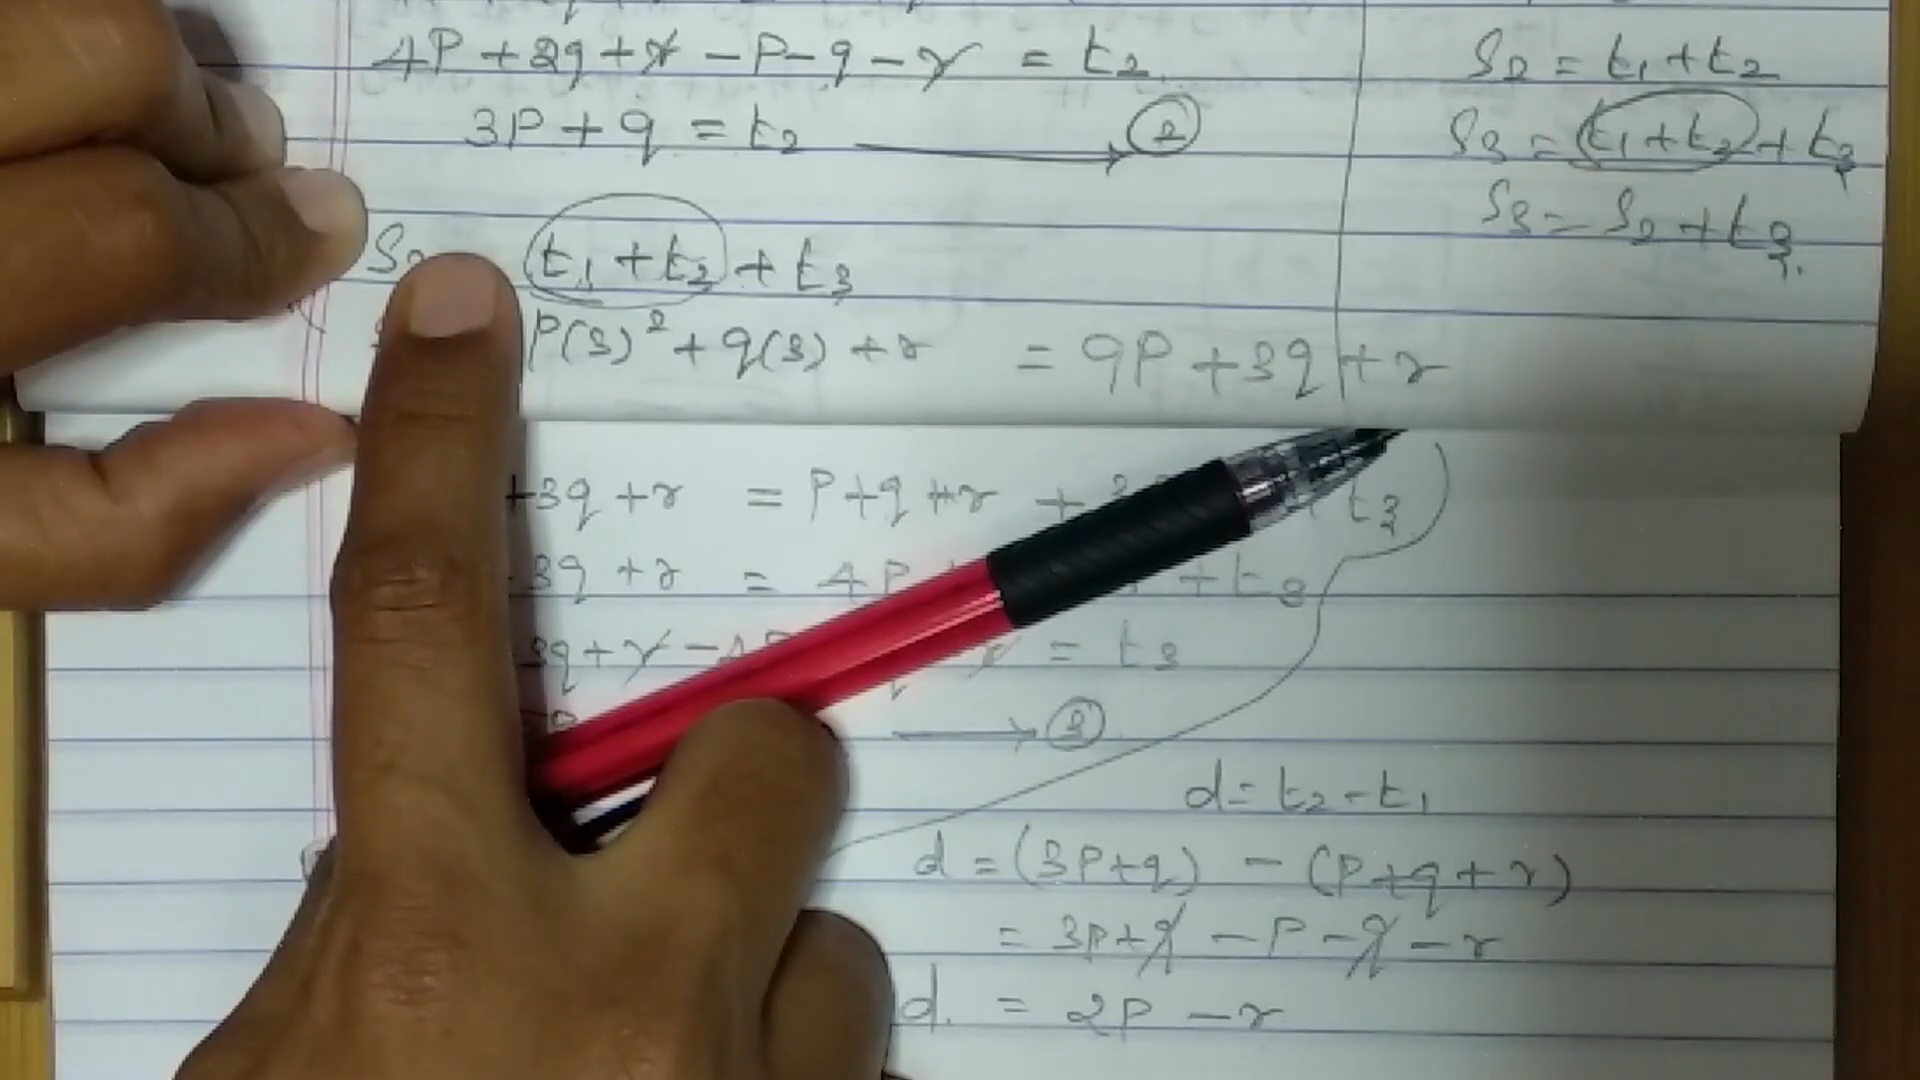 4P + 2q + r - P - q - r = t₂
3P + q = t₂ ⟶ ②
S₂ = t₁ + t₂
S₃ = t₁ + t₂ + t₃
S₃ = S₂ + t₃
t₁ + t₂ + t₃
P(3)² + q(3) + r = 9P + 3q + r
+3q + r = P + q + r + t₃
3q + r = 4P + t₃
3q + r - = t₃
⟶ ③
d = t₂ - t₁
d = (3P + q) - (P + q + r)
= 3P + q - P - q - r
d. = 2P - r